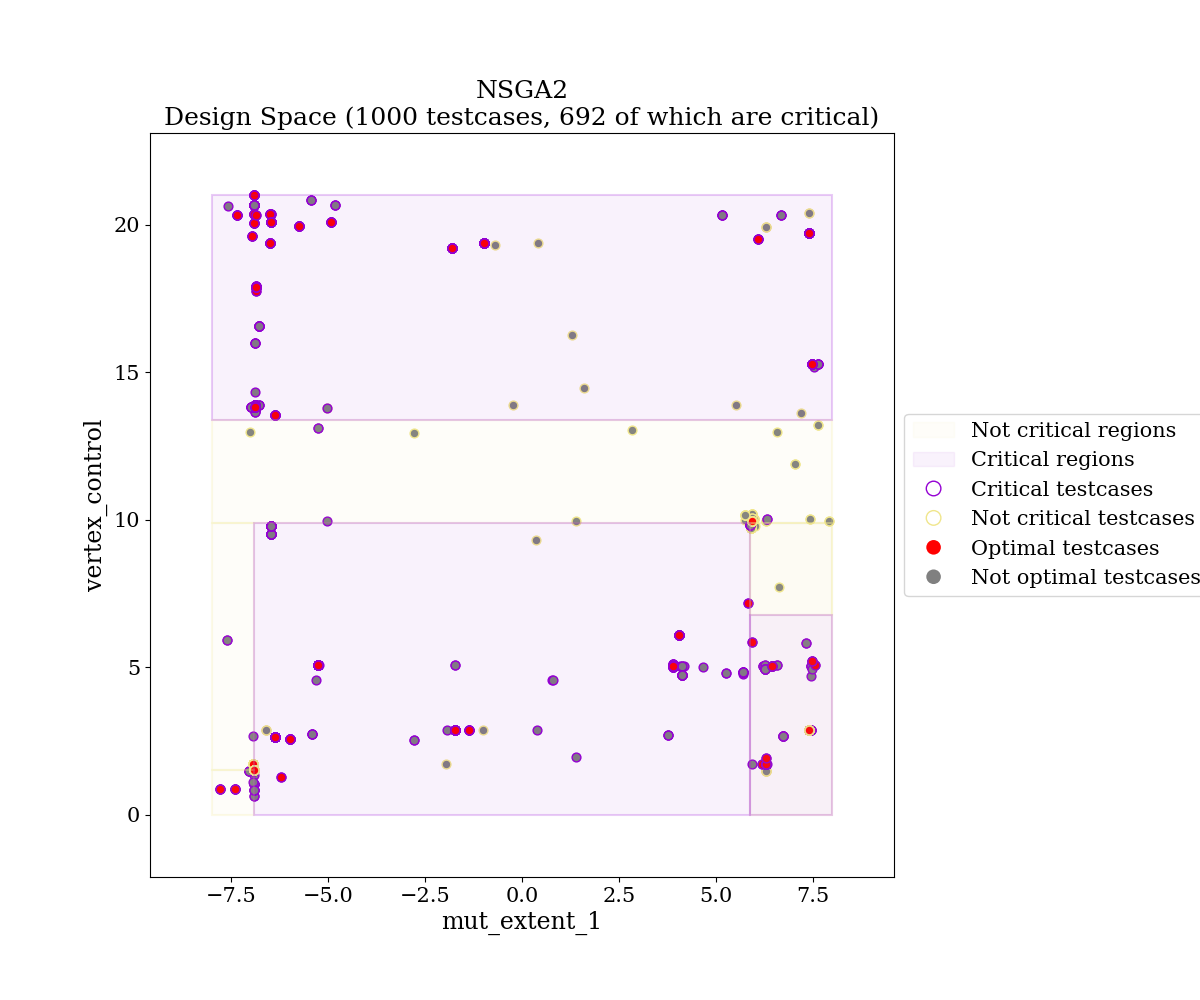 NSGA2
Design Space (1000 testcases, 692 of which are critical)
20
15
10
5
0
vertex_control
−7.5 −5.0 −2.5 0.0 2.5 5.0 7.5
mut_extent_1
Not critical regions
Critical regions
Critical testcases
Not critical testcases
Optimal testcases
Not optimal testcases